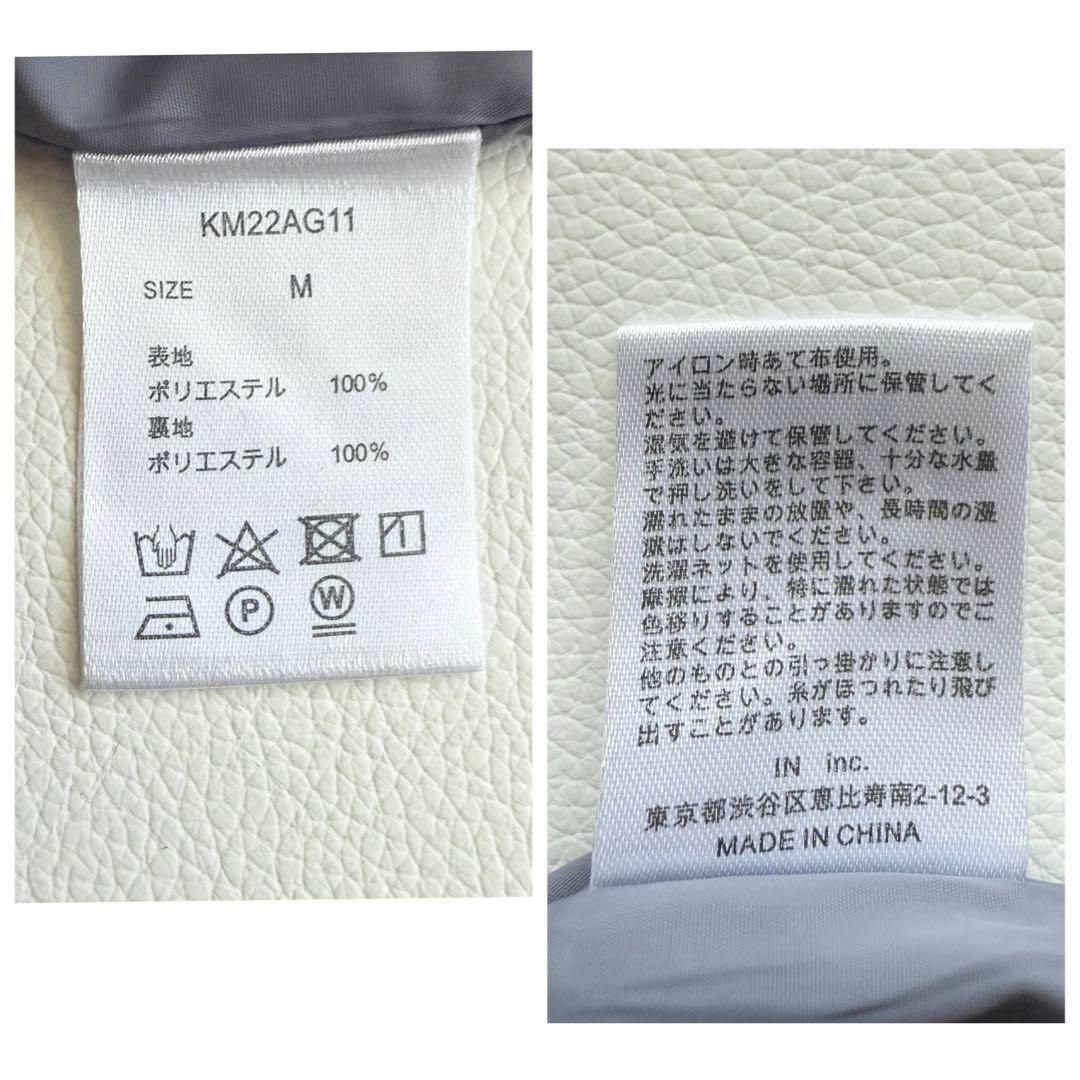 KM22AG11
SIZE M
表地
ポリエステル 100%
裏地
ポリエステル 100%
P
W
アイロン時あて布使用。
光に当たらない場所に保管してく
ださい。
湿気を避けて保管してください。
手洗いは大きな容器、十分な水量
で押し洗いをして下さい。
濡れたままの放置や、長時間の浸
漬はしないでください。
洗濯ネットを使用してください。
摩擦により、特に濡れた状態では
色移りすることがありますのでご
注意ください。
他のものとの引っ掛かりに注意し
てください。糸がほつれたり飛び
出すことがあります。
IN inc.
東京都渋谷区恵比寿南2-12-3
MADE IN CHINA